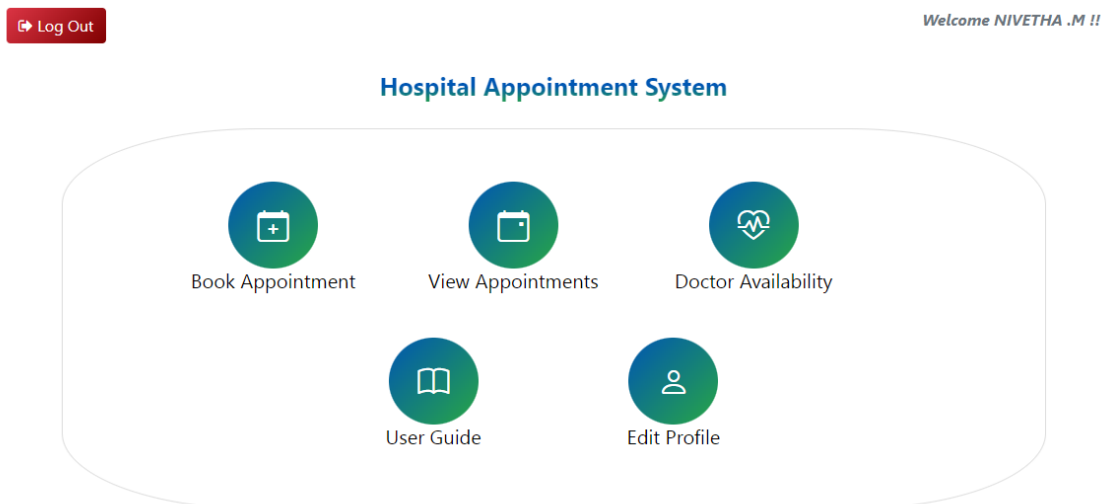 Log Out
Welcome NIVETHA .M !!
Hospital Appointment System
Book Appointment
View Appointments
Doctor Availability
User Guide
Edit Profile